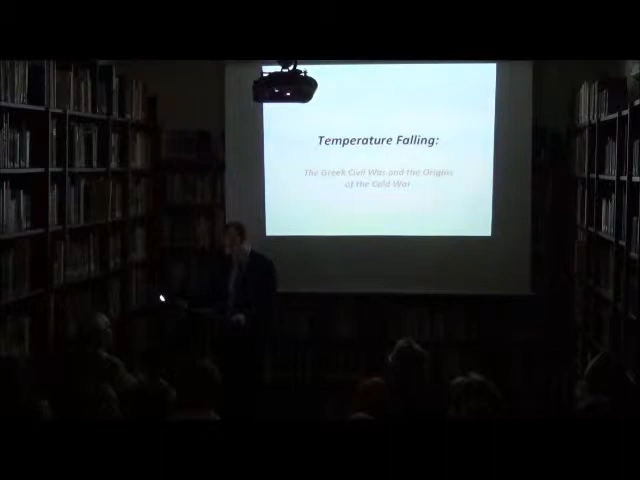 Temperature Falling:
The Greek Civil War and the Origins
of the Cold War